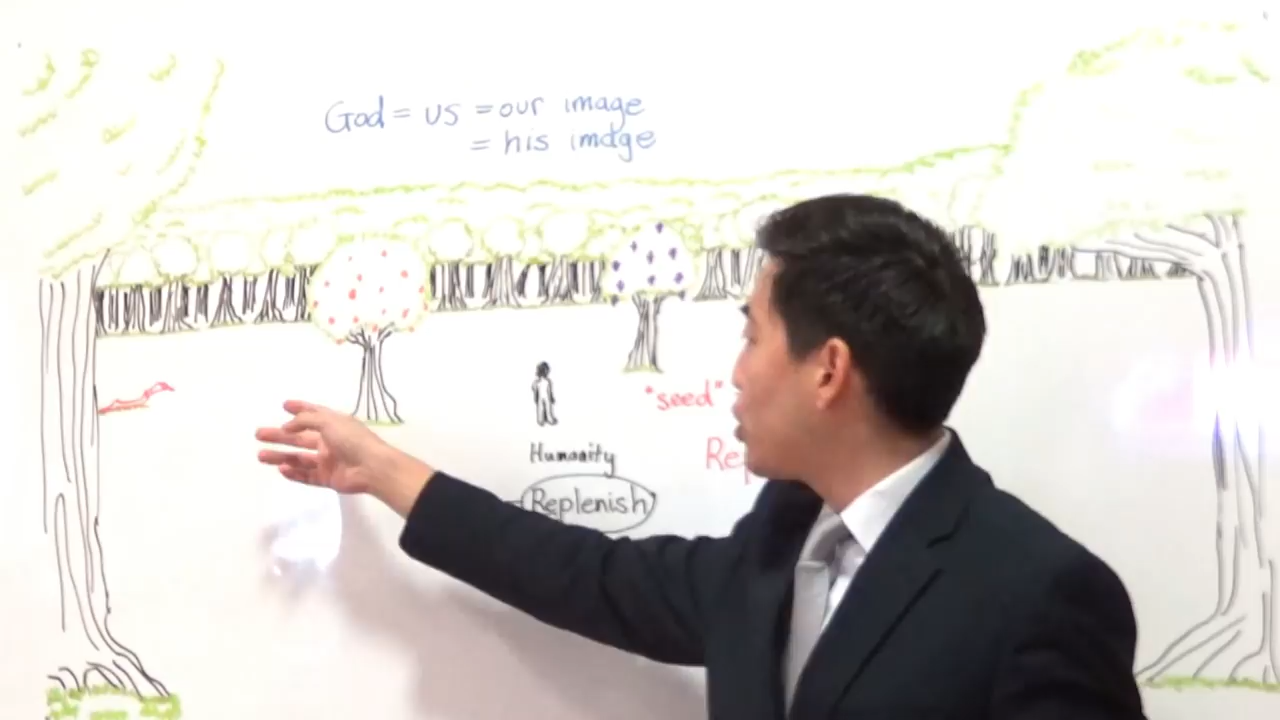 God = us = our image
= his image
"seed"
Humanity
Replenish